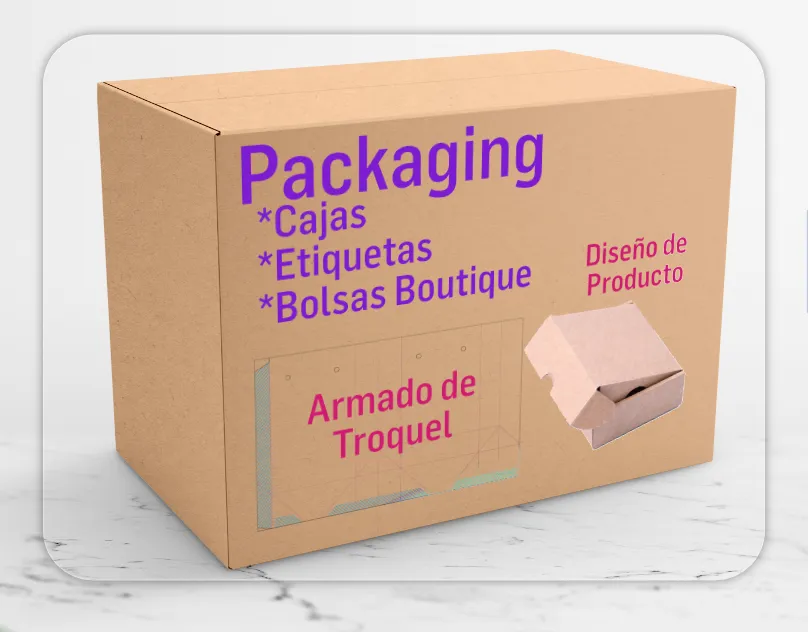 Packaging
*Cajas
*Etiquetas
*Bolsas Boutique
Diseño de
Producto
Armado de
Troquel